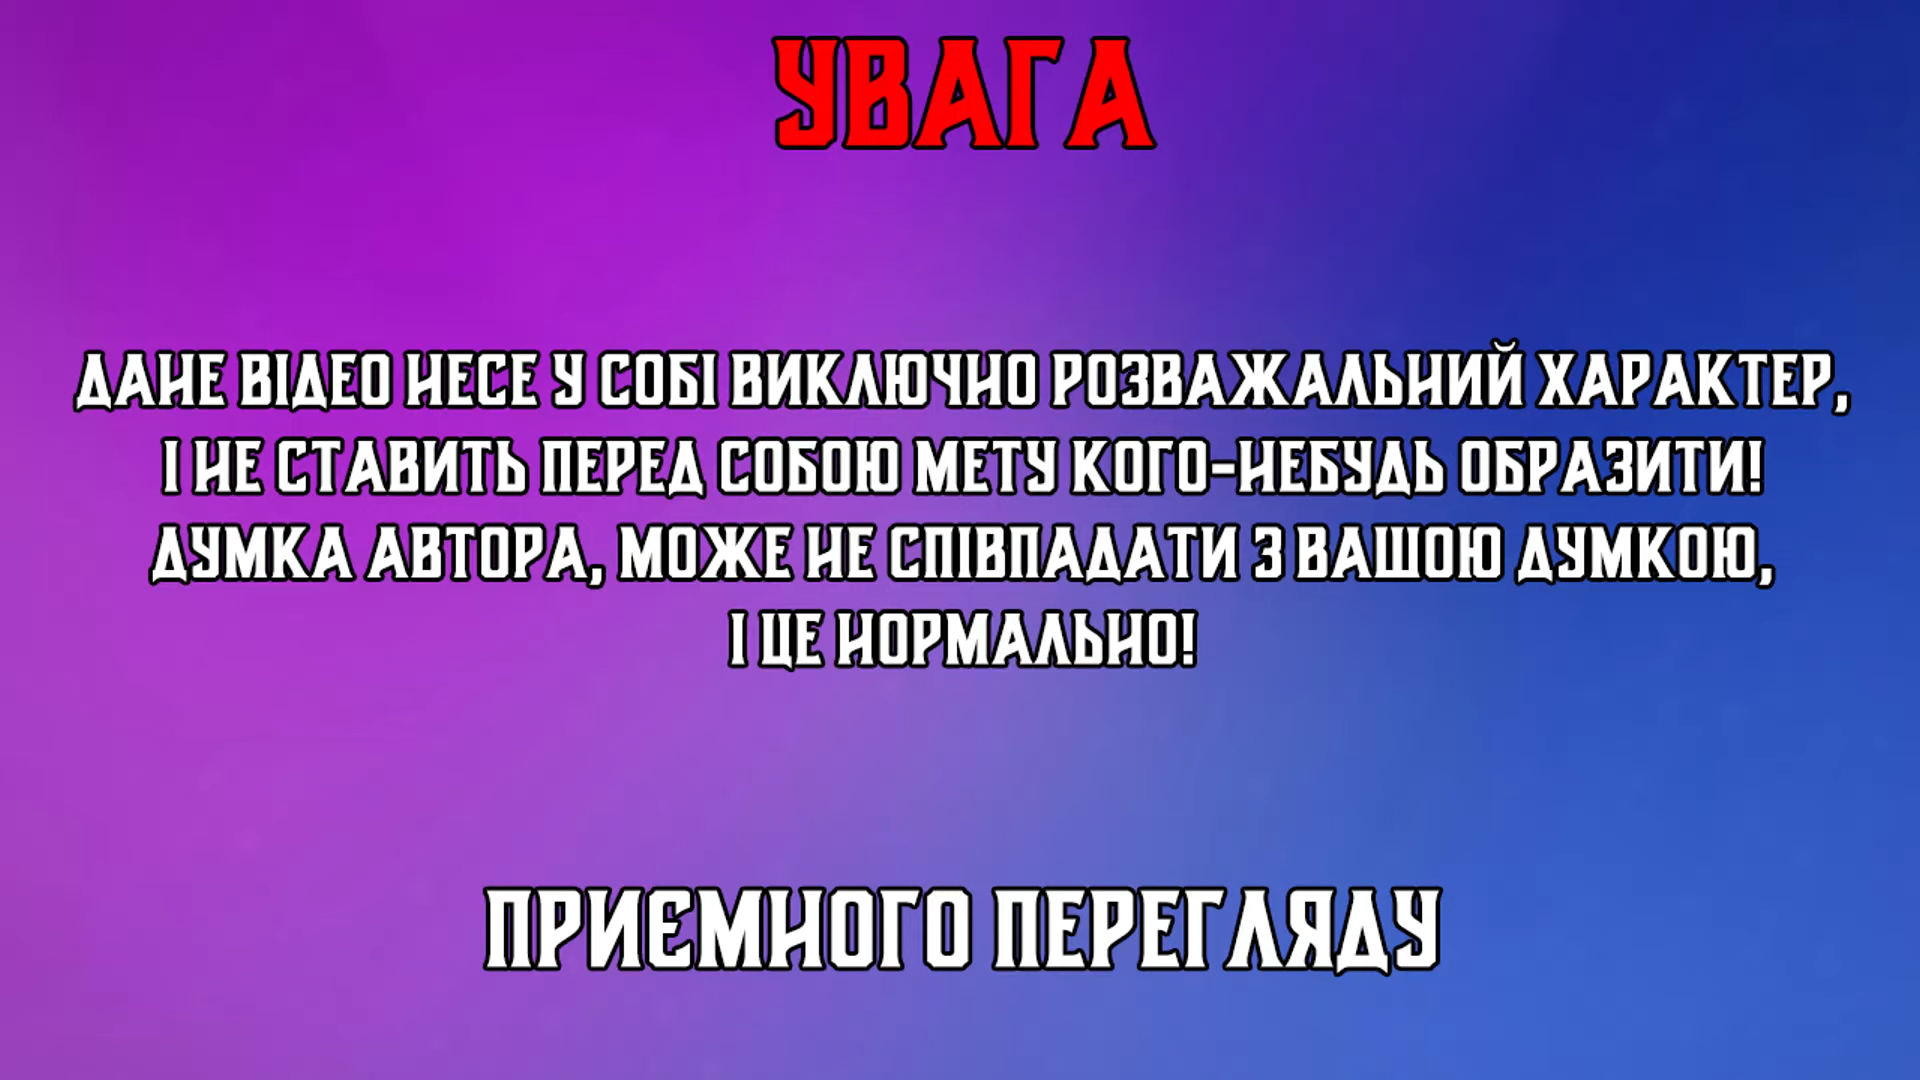 УВАГА
ДАНЕ ВІДЕО НЕСЕ У СОБІ ВИКЛЮЧНО РОЗВАЖАЛЬНИЙ ХАРАКТЕР,
І НЕ СТАВИТЬ ПЕРЕД СОБОЮ МЕТУ КОГО-НЕБУДЬ ОБРАЗИТИ!
ДУМКА АВТОРА, МОЖЕ НЕ СПІВПАДАТИ З ВАШОЮ ДУМКОЮ,
І ЦЕ НОРМАЛЬНО!
ПРИЄМНОГО ПЕРЕГЛЯДУ